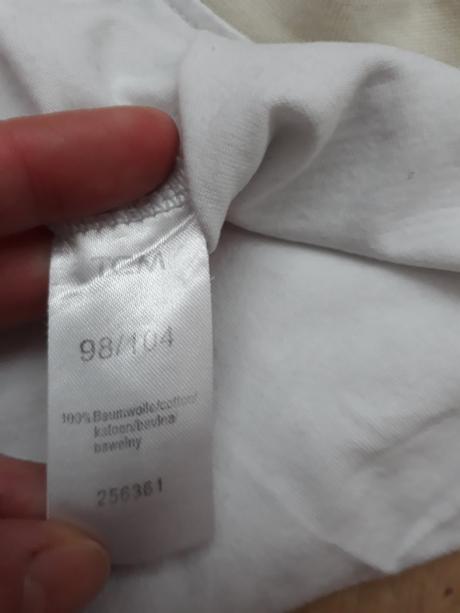 TCM
98/104
100% Baumwolle/cotton/
katoen/bavlna/
bawełny
256361